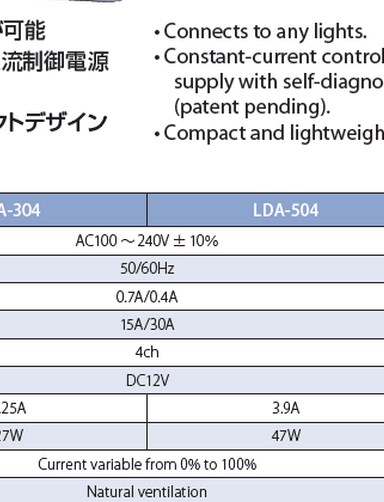 可能
• Connects to any lights.
流制御電源
• Constant-current control
supply with self-diagno
(patent pending).
クトデザイン
• Compact and lightweigh
A-304 LDA-504
AC100 ～ 240V ± 10%
50/60Hz
0.7A/0.4A
15A/30A
4ch
DC12V
.25A 3.9A
7W 47W
Current variable from 0% to 100%
Natural ventilation